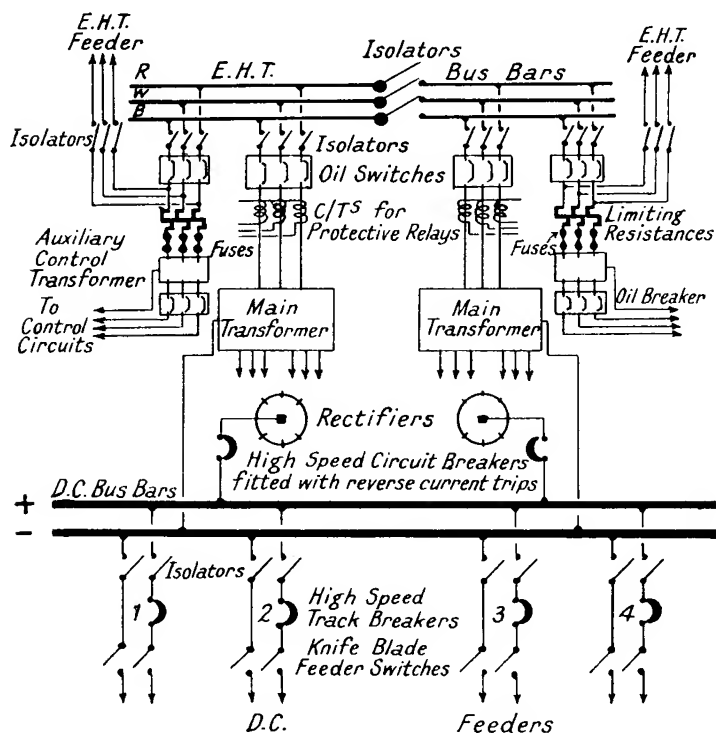 E.H.T.
Feeder
Isolators
E.H.T.
Feeder
R
E.H.T.
Bus Bars
W
B
Isolators
Isolators
Oil Switches
C/TS for
Protective Relays
Limiting
Resistances
Auxiliary
Control
Transformer
Fuses
Fuses
To
Control
Circuits
Main
Transformer
Main
Transformer
Oil Breaker
Rectifiers
High Speed Circuit Breakers
fitted with reverse current trips
+
D.C. Bus Bars
-
Isolators
1
2
High Speed
Track Breakers
3
4
Knife Blade
Feeder Switches
D.C.
Feeders